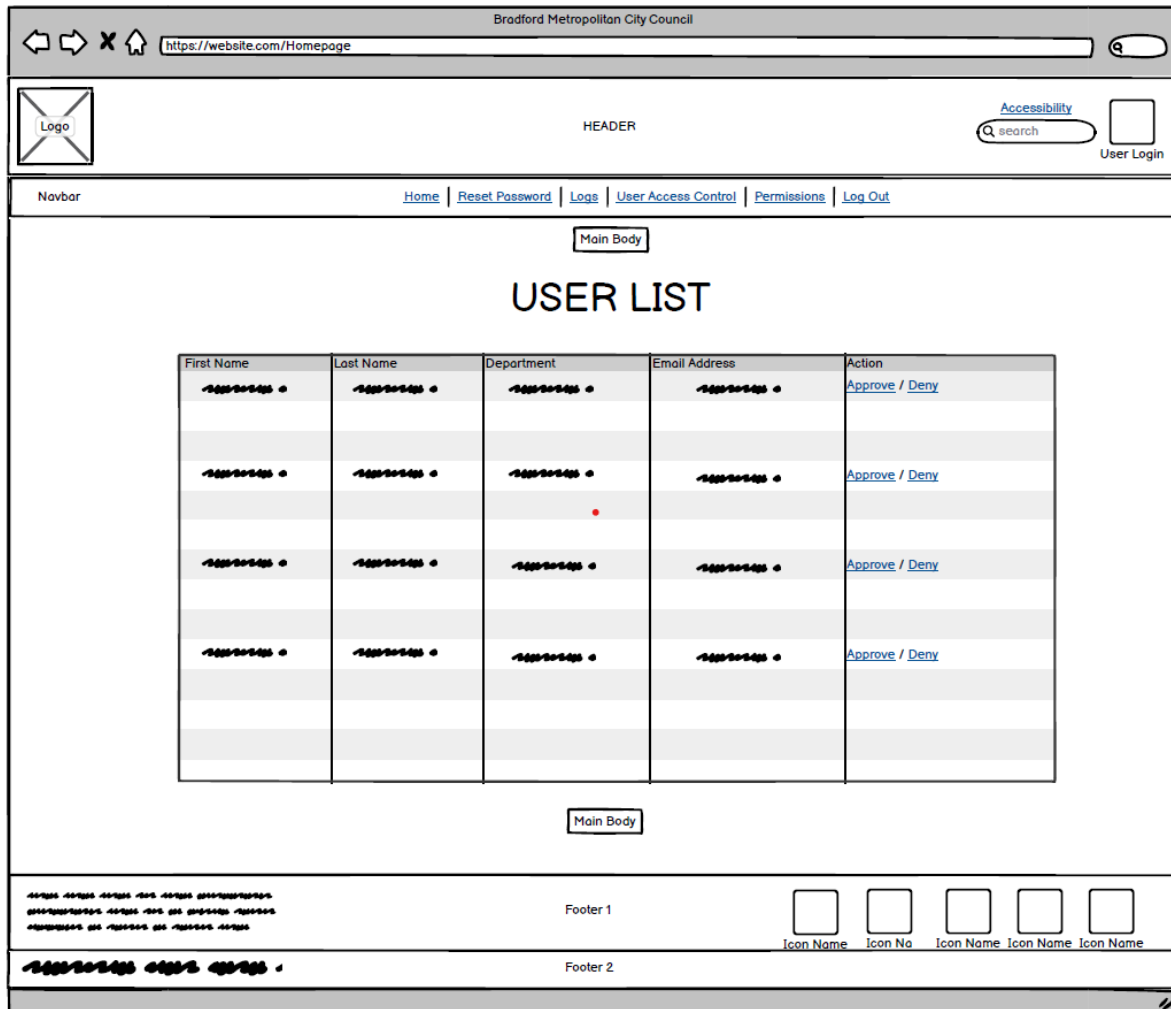 Bradford Metropolitan City Council
https://website.com/Homepage
Logo
HEADER
Accessibility
search
User Login
Navbar
Home | Reset Password | Logs | User Access Control | Permissions | Log Out
Main Body
USER LIST
First Name Last Name Department Email Address Action
Approve / Deny
Approve / Deny
Approve / Deny
Approve / Deny
Main Body
Footer 1
Icon Name Icon Na Icon Name Icon Name Icon Name
Footer 2